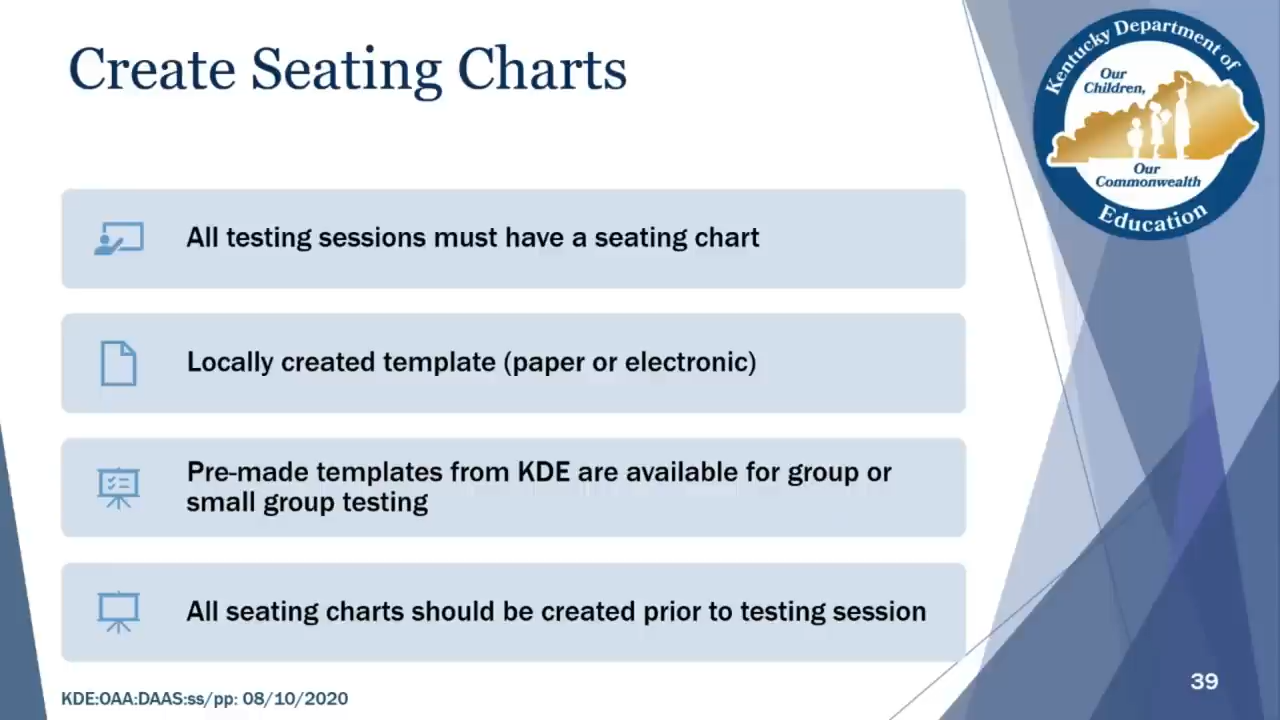 Create Seating Charts
Kentucky Department of
Our
Children,
Our
Commonwealth
Education
All testing sessions must have a seating chart
Locally created template (paper or electronic)
Pre-made templates from KDE are available for group or
small group testing
All seating charts should be created prior to testing session
KDE:OAA:DAAS:ss/pp: 08/10/2020
39